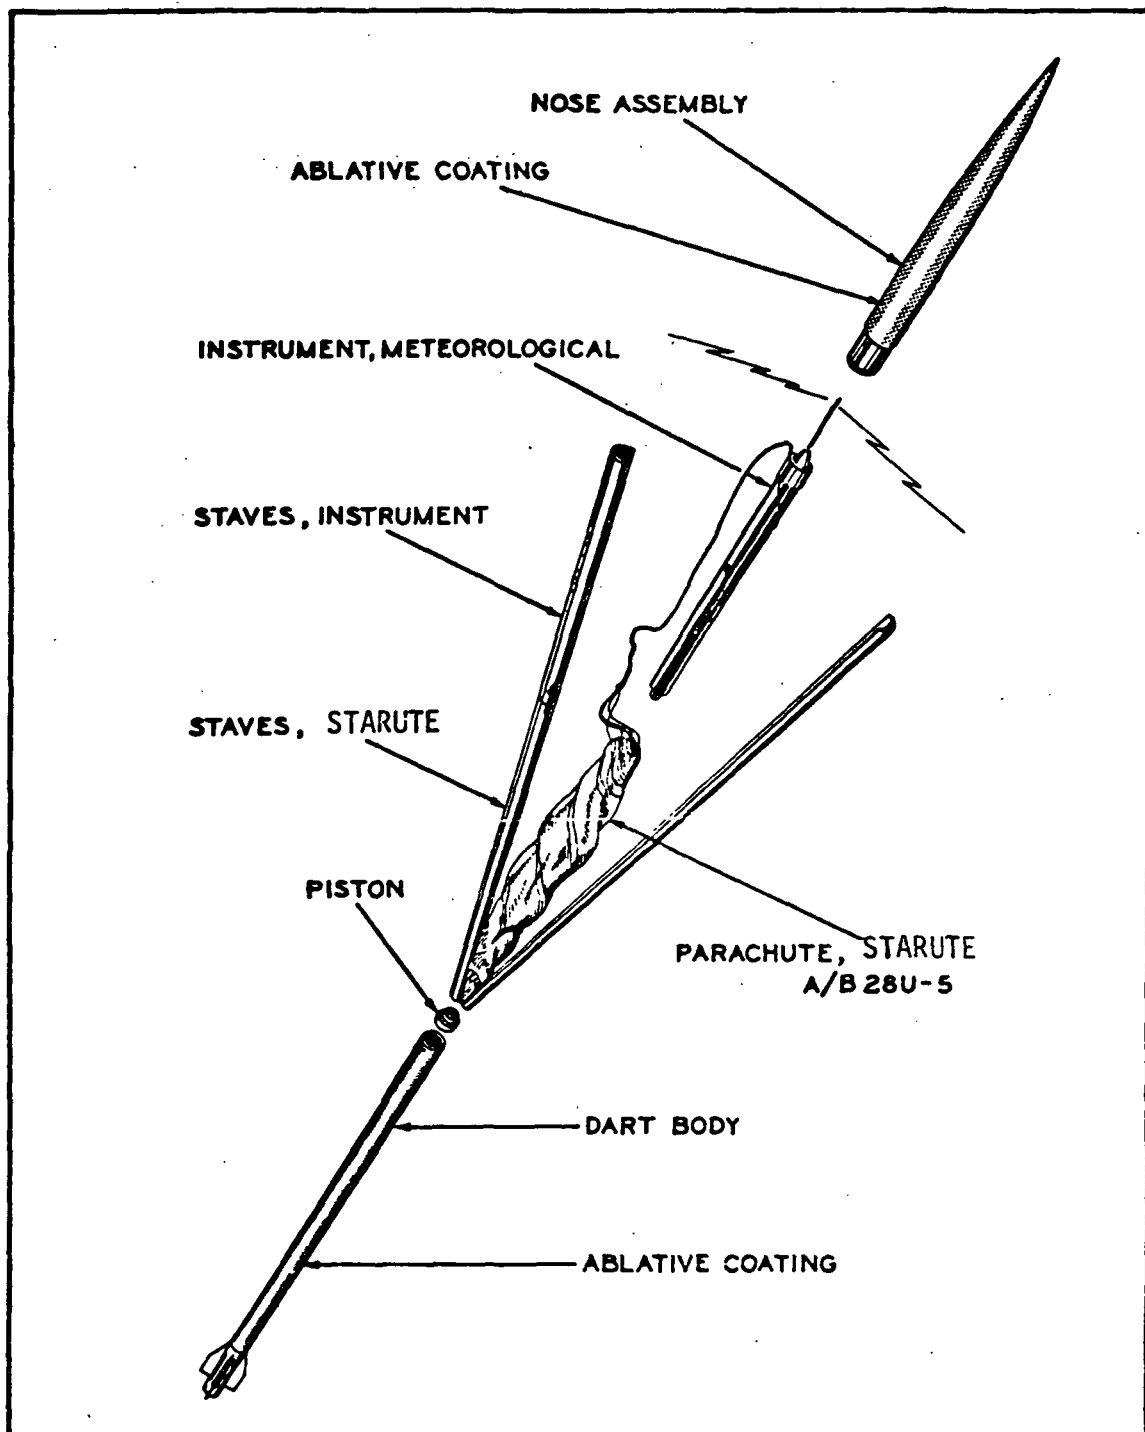 NOSE ASSEMBLY
ABLATIVE COATING
INSTRUMENT, METEOROLOGICAL
STAVES, INSTRUMENT
STAVES, STARUTE
PISTON
PARACHUTE, STARUTE
A/B 28U-5
DART BODY
ABLATIVE COATING